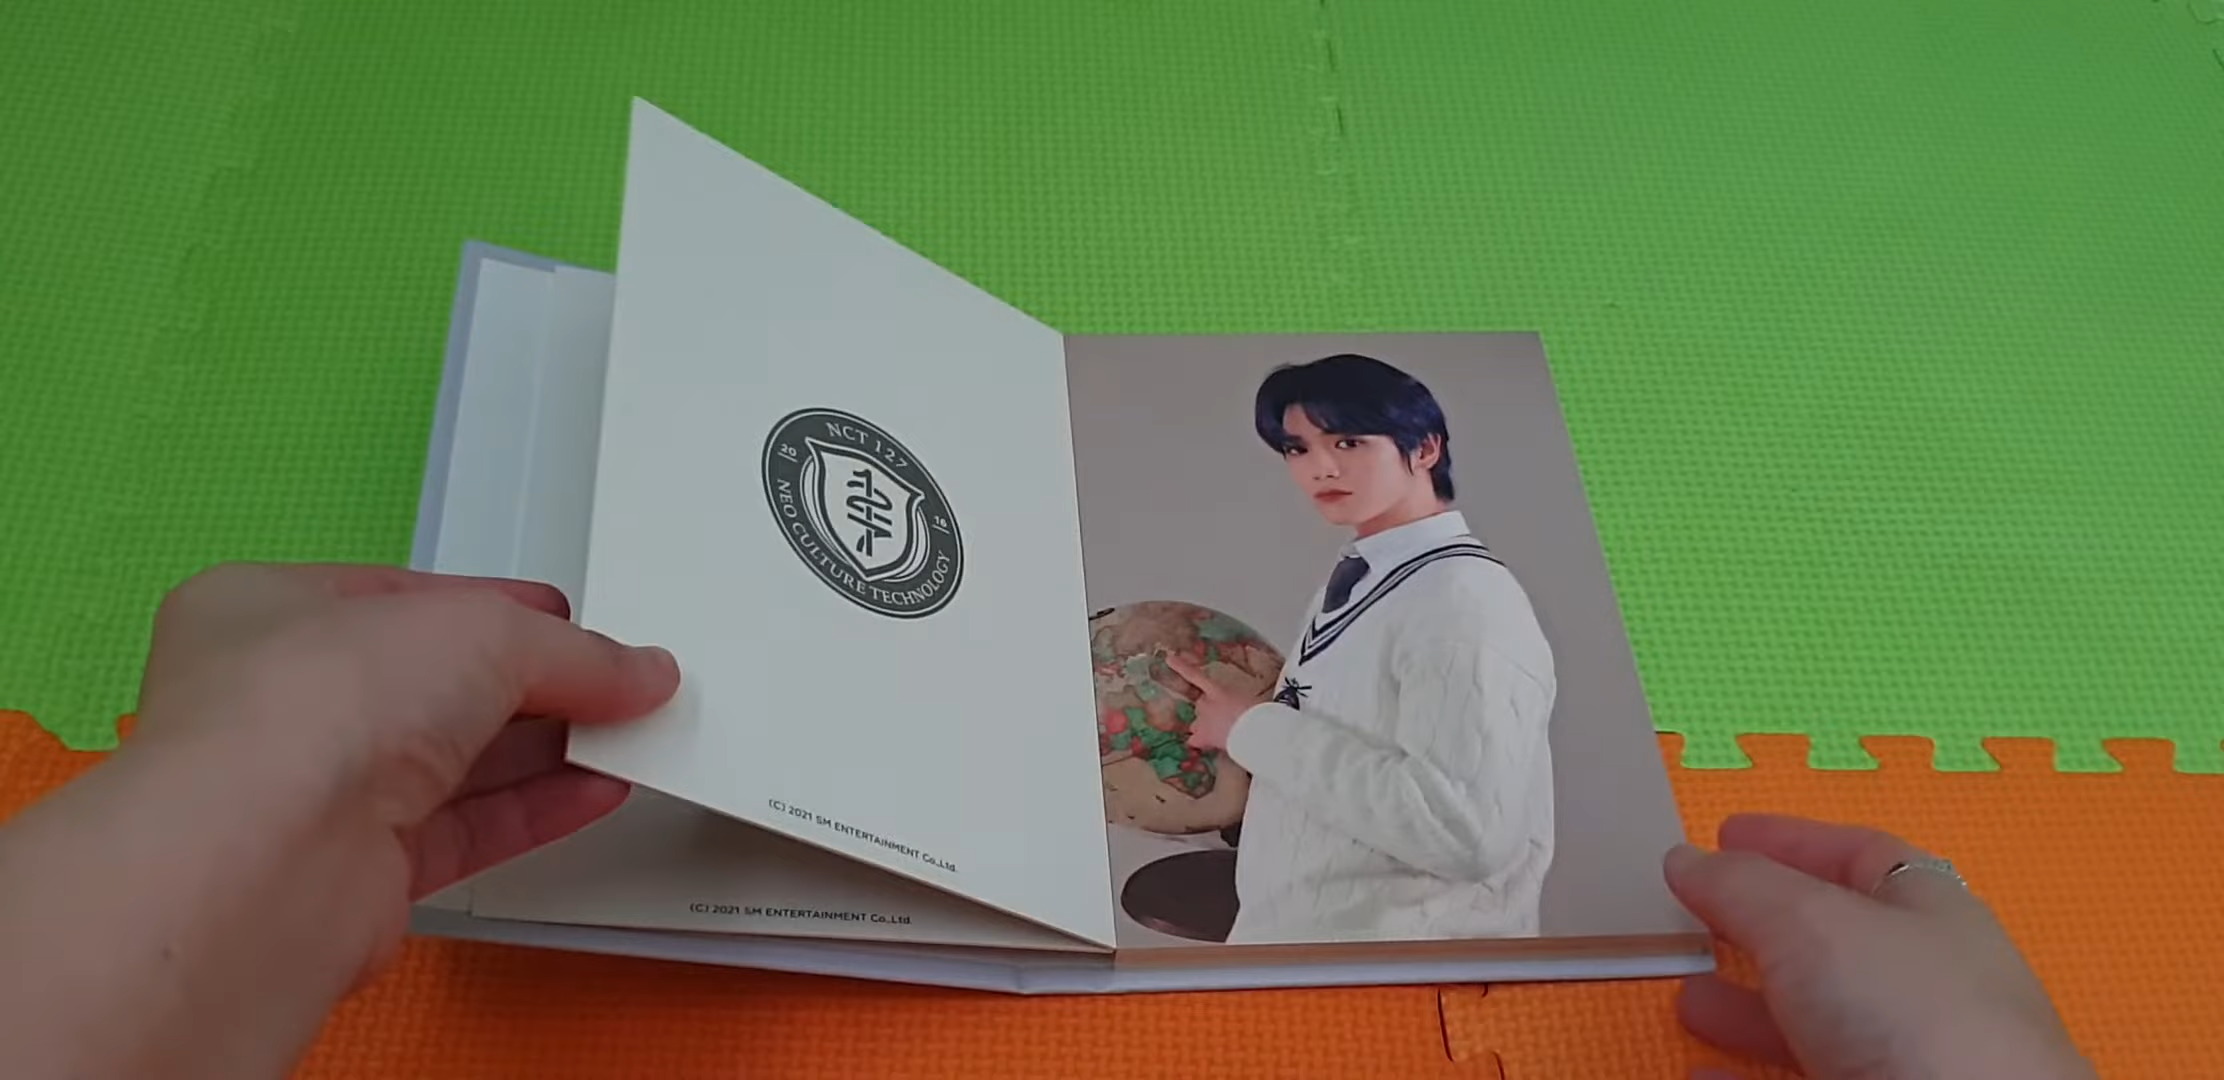 NCT 127
20
16
NEO CULTURE TECHNOLOGY
(C) 2021 SM ENTERTAINMENT Co.,Ltd.
(C) 2021 SM ENTERTAINMENT Co.,Ltd.